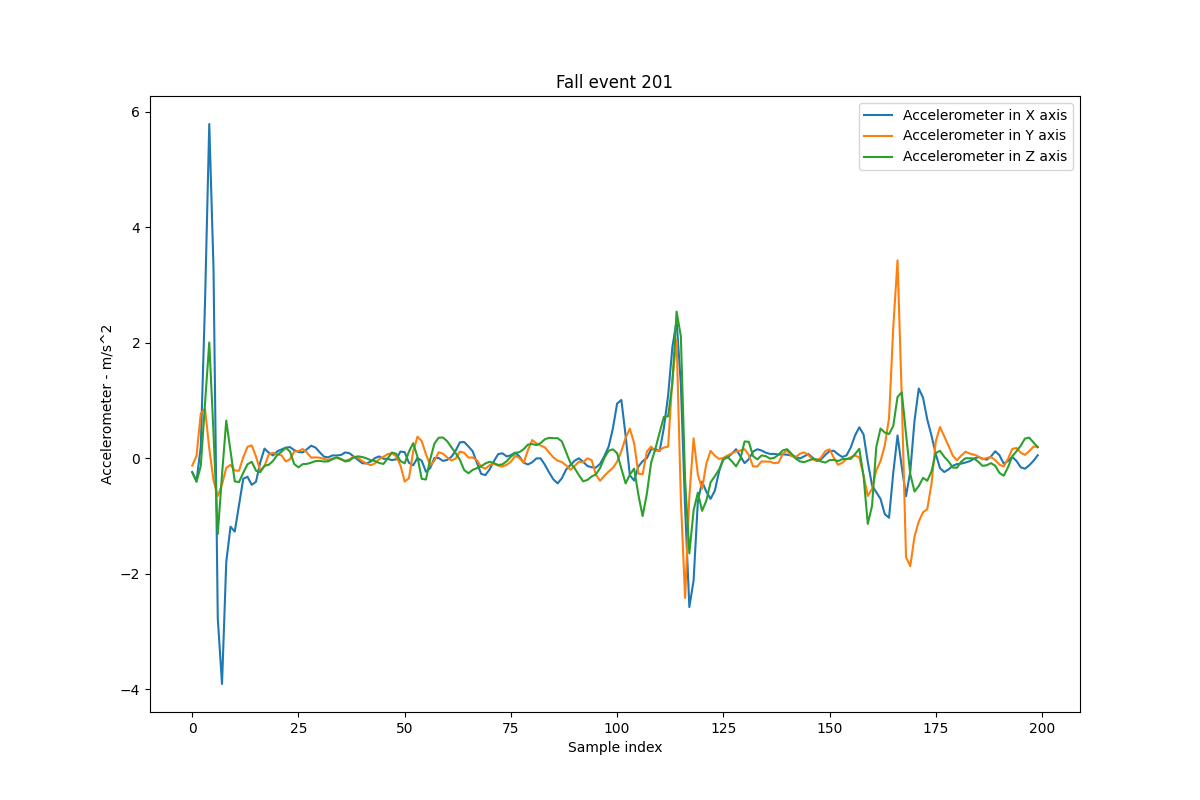 Fall event 201
Accelerometer in X axis
Accelerometer in Y axis
Accelerometer in Z axis
Accelerometer - m/s^2
6
4
2
0
−2
−4
0 25 50 75 100 125 150 175 200
Sample index